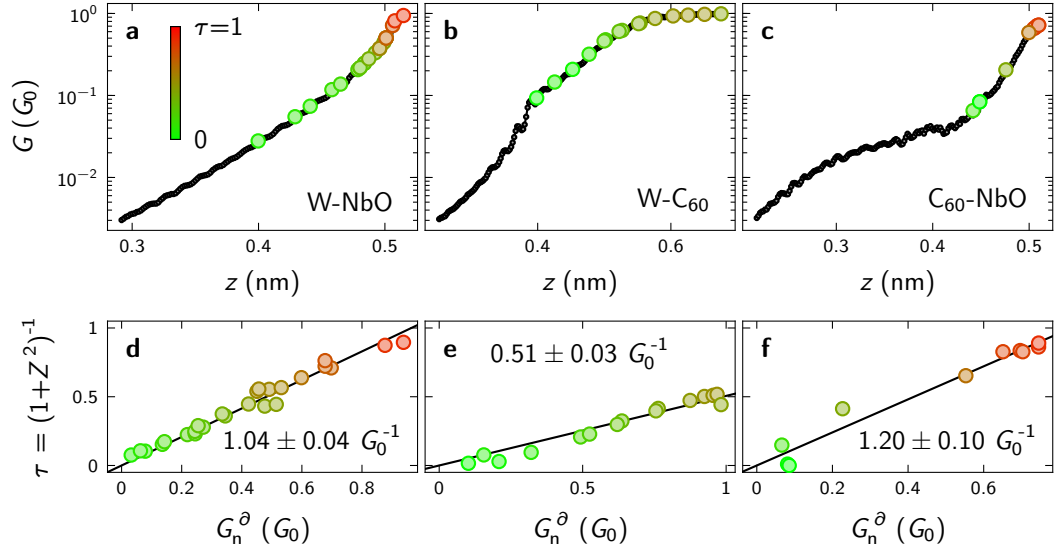 a
b
c
τ=1
0
10⁰
10⁻¹
10⁻²
G (G₀)
W-NbO
W-C₆₀
C₆₀-NbO
0.3 0.4 0.5
0.4 0.6
0.3 0.4 0.5
z (nm)
z (nm)
z (nm)
d
e
f
0.51 ± 0.03 G₀⁻¹
1.04 ± 0.04 G₀⁻¹
1.20 ± 0.10 G₀⁻¹
1
0.5
0
τ = (1+Z²)⁻¹
0 0.2 0.4 0.6 0.8
0 0.5 1
0 0.2 0.4 0.6
Gₙ^∂ (G₀)
Gₙ^∂ (G₀)
Gₙ^∂ (G₀)